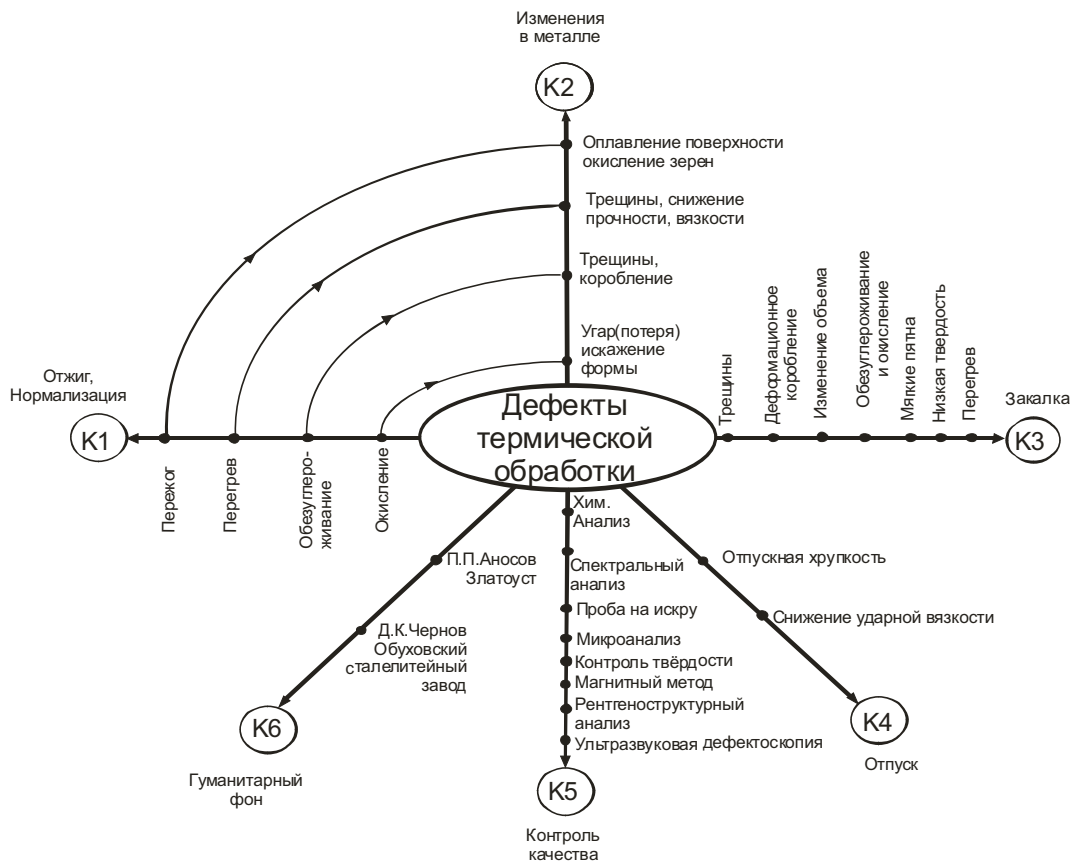 Изменения
в металле
К2
Оплавление поверхности
окисление зерен
Трещины, снижение
прочности, вязкости
Трещины,
коробление
Угар(потеря)
искажение
формы
Отжиг,
Нормализация
К1
Пережог
Перегрев
Обезуглеро-
живание
Окисление
Дефекты
термической
обработки
Трещины
Деформационное
коробление
Изменение объема
Обезуглероживание
и окисление
Мягкие пятна
Низкая твердость
Перегрев
Закалка
К3
П.П.Аносов
Златоуст
Д.К.Чернов
Обуховский
сталелитейный
завод
К6
Гуманитарный
фон
Хим.
Анализ
Спектральный
анализ
Проба на искру
Микроанализ
Контроль твёрдости
Магнитный метод
Рентгеноструктурный
анализ
Ультразвуковая дефектоскопия
К5
Контроль
качества
Отпускная хрупкость
Снижение ударной вязкости
К4
Отпуск